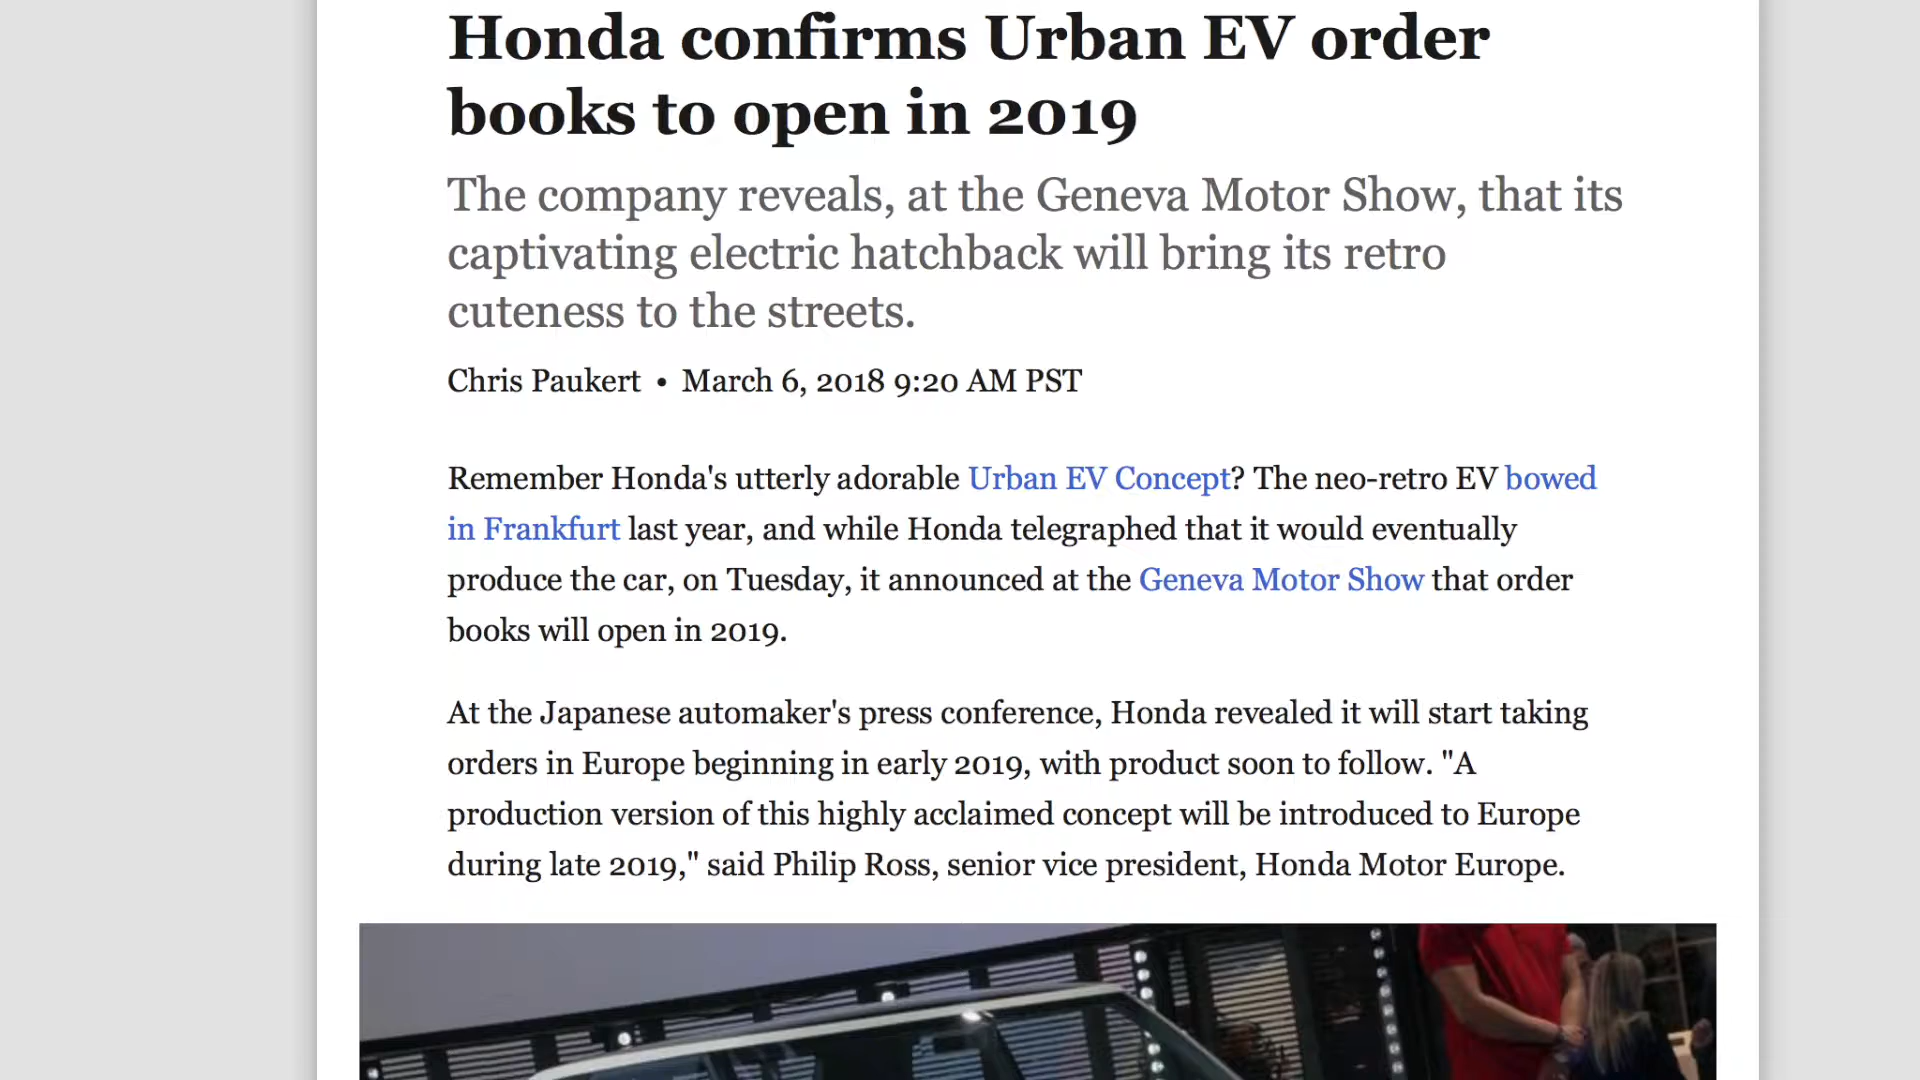 Honda confirms Urban EV order
books to open in 2019
The company reveals, at the Geneva Motor Show, that its
captivating electric hatchback will bring its retro
cuteness to the streets.
Chris Paukert • March 6, 2018 9:20 AM PST
Remember Honda's utterly adorable Urban EV Concept? The neo-retro EV bowed
in Frankfurt last year, and while Honda telegraphed that it would eventually
produce the car, on Tuesday, it announced at the Geneva Motor Show that order
books will open in 2019.
At the Japanese automaker's press conference, Honda revealed it will start taking
orders in Europe beginning in early 2019, with product soon to follow. "A
production version of this highly acclaimed concept will be introduced to Europe
during late 2019," said Philip Ross, senior vice president, Honda Motor Europe.